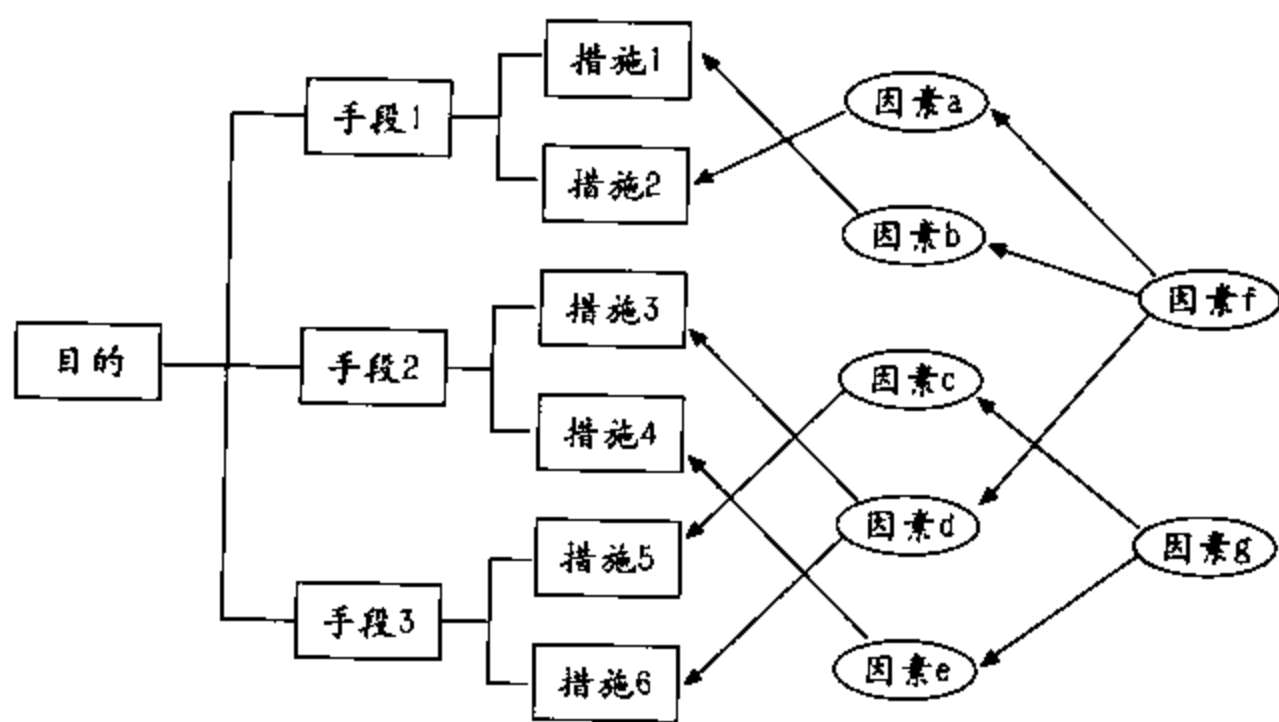 目的
手段1
手段2
手段3
措施1
措施2
措施3
措施4
措施5
措施6
因素a
因素b
因素c
因素d
因素e
因素f
因素g